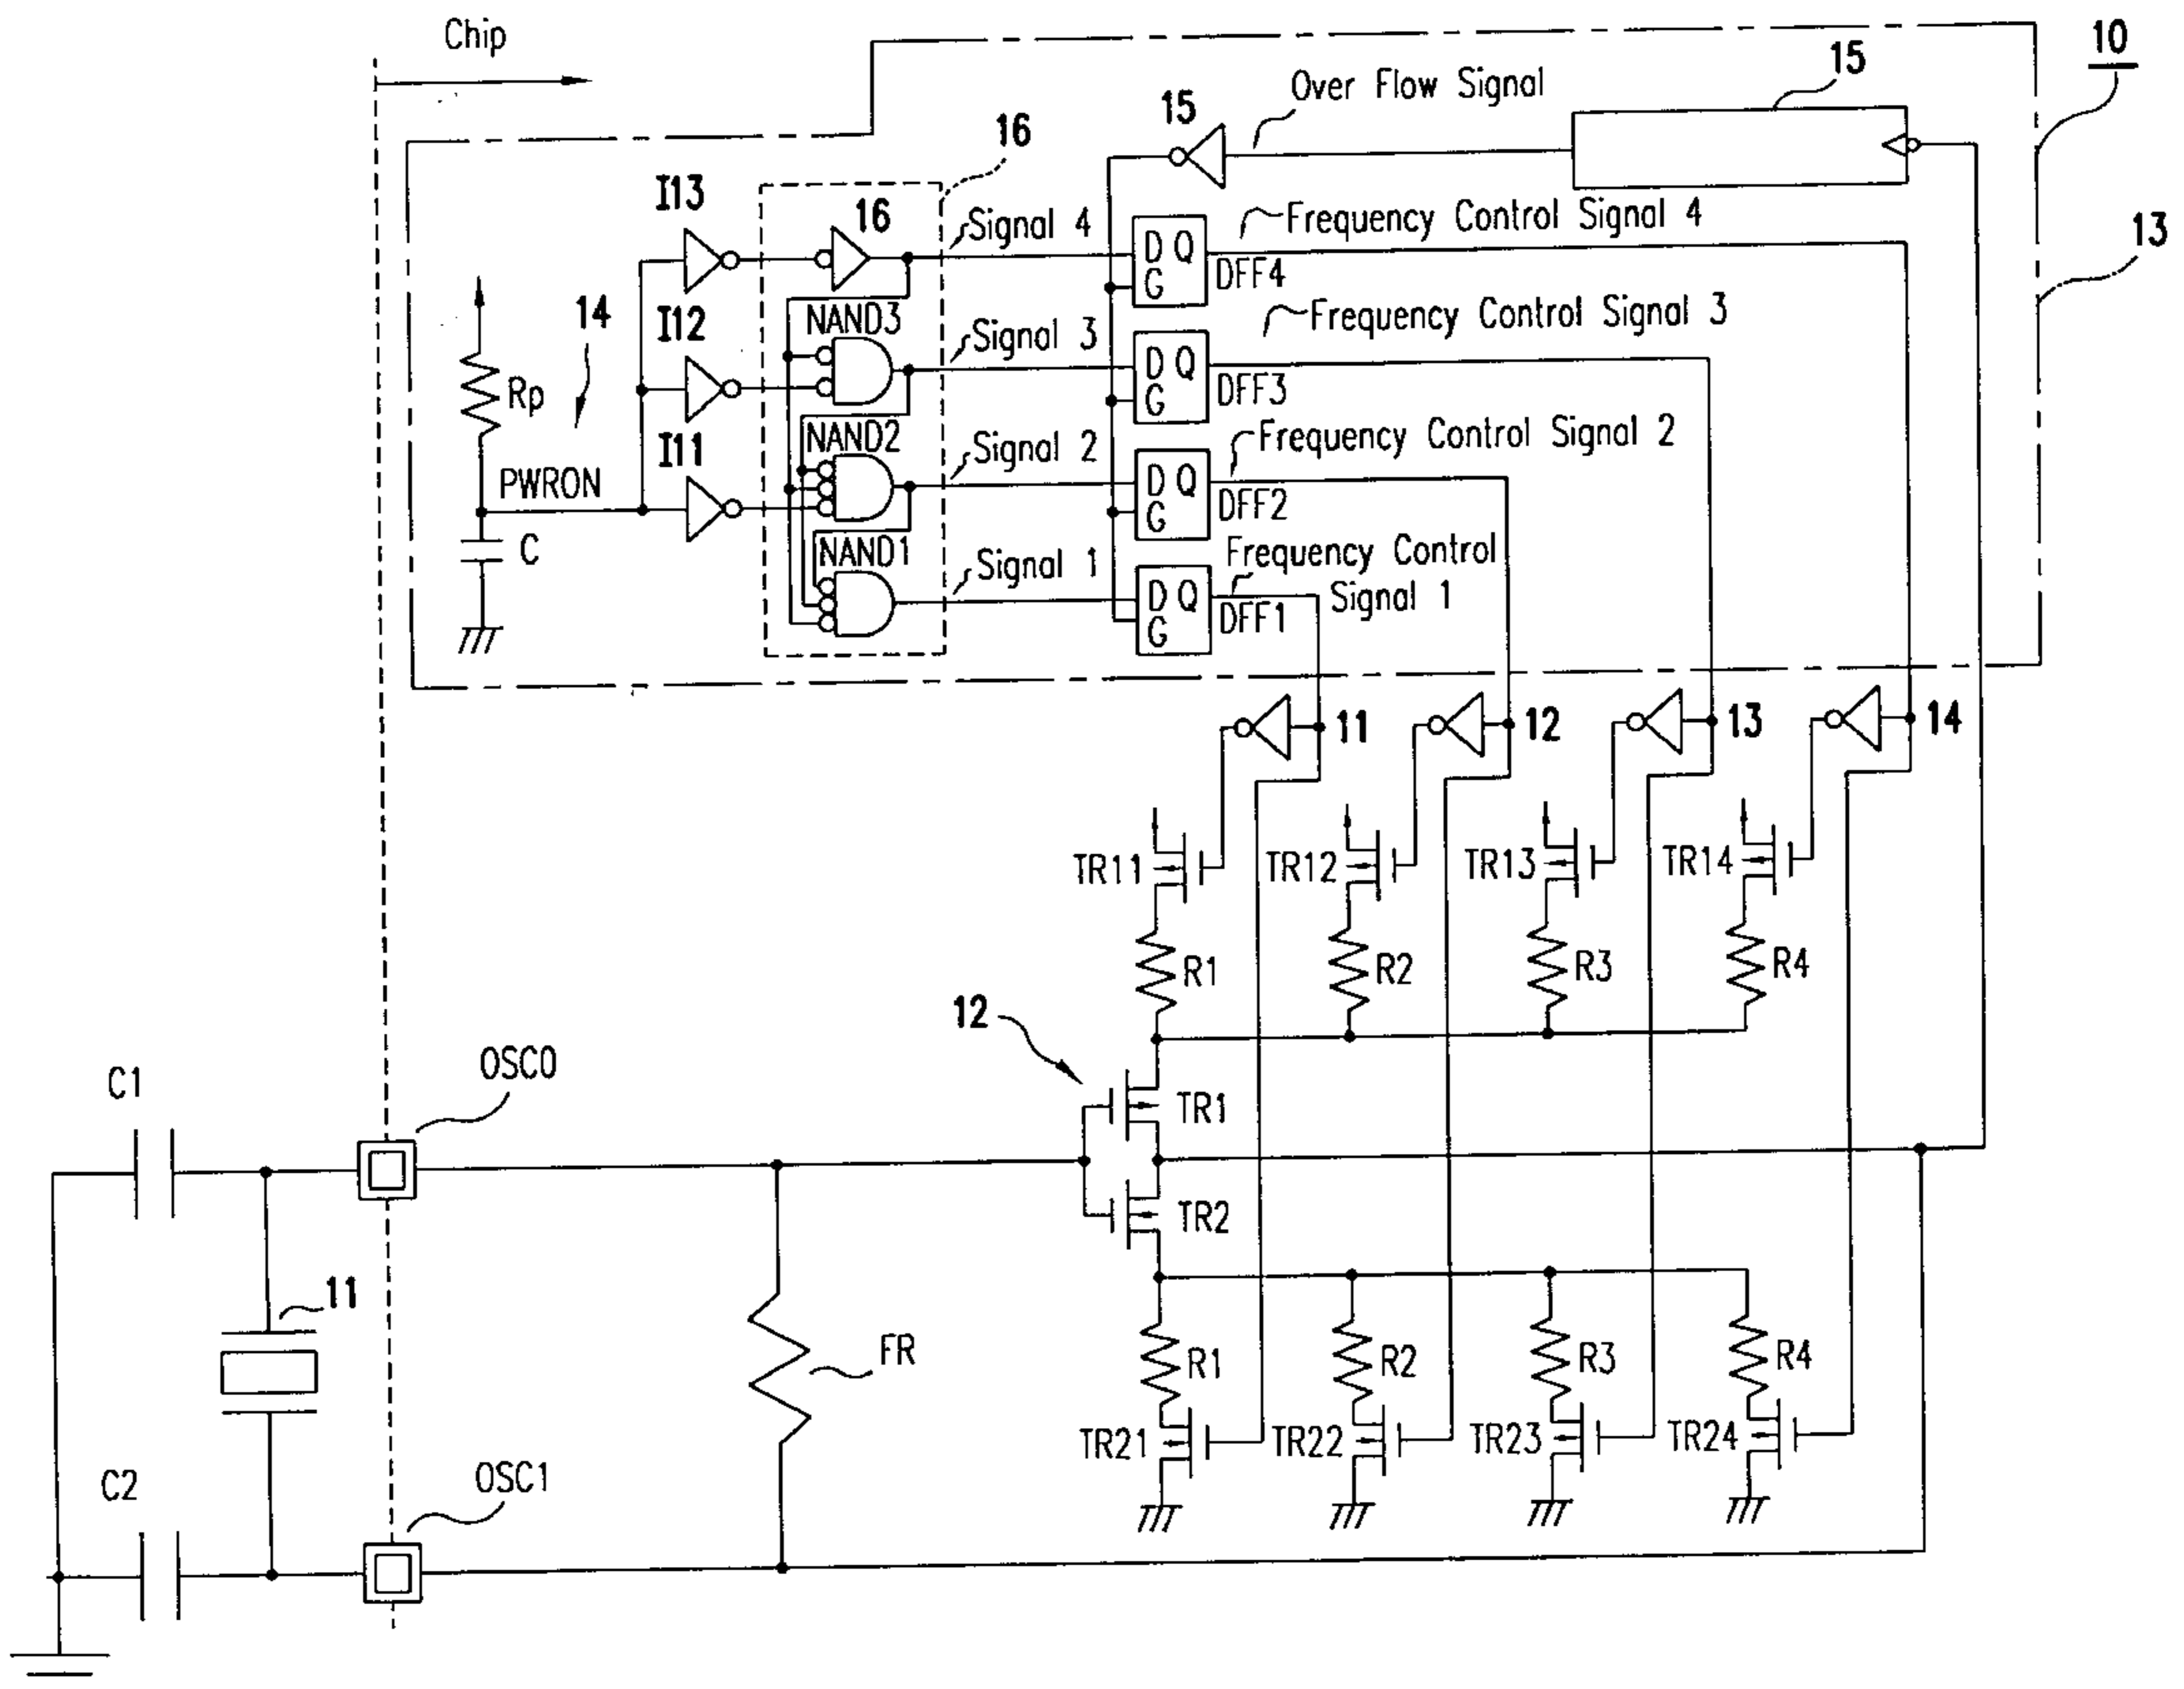 Chip
10
15
Over Flow Signal
15
16
I13
16
Signal 4
D Q
G
DFF4
Frequency Control Signal 4
13
14
I12
NAND3
Signal 3
D Q
G
DFF3
Frequency Control Signal 3
Rp
I11
NAND2
Signal 2
D Q
G
DFF2
Frequency Control Signal 2
PWRON
C
NAND1
Signal 1
D Q
G
DFF1
Frequency Control
Signal 1
11
12
13
14
TR11
TR12
TR13
TR14
R1
R2
R3
R4
12
OSC0
C1
TR1
TR2
11
FR
R1
R2
R3
R4
TR21
TR22
TR23
TR24
C2
OSC1